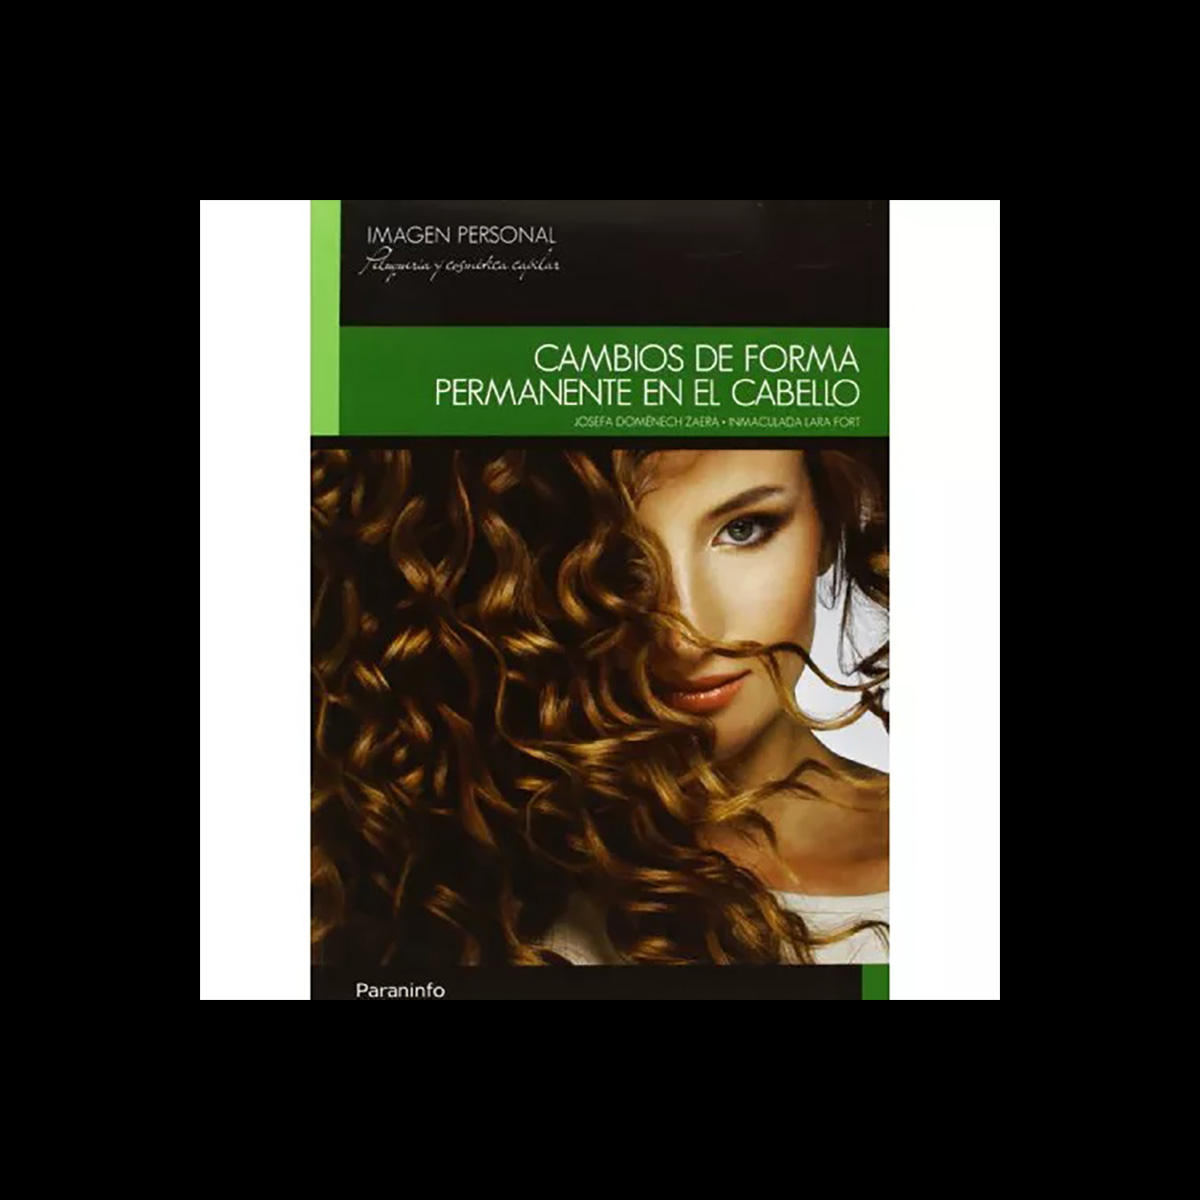 IMAGEN PERSONAL
Peluquería y cosmética capilar
CAMBIOS DE FORMA
PERMANENTE EN EL CABELLO
JOSEFA DOMÉNECH ZAERA • INMACULADA LARA FORT
Paraninfo